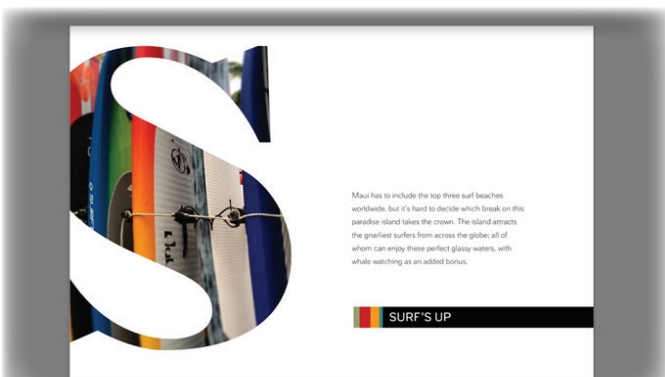 S
Maui has to include the top three surf beaches
worldwide, but it's hard to decide which break on this
paradise island takes the crown. The island attracts
the gnarliest surfers from across the globe; all of
whom can enjoy these perfect glassy waters, with
whale watching as an added bonus.
SURF'S UP